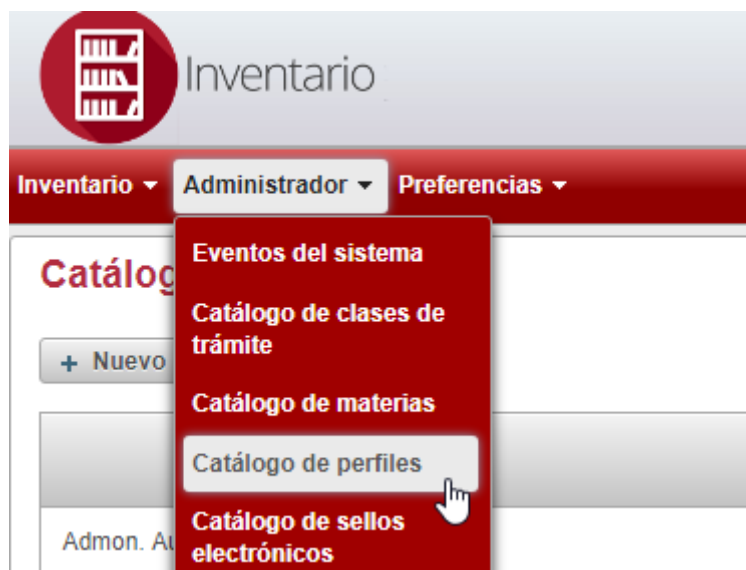 Inventario
Inventario Administrador Preferencias
Eventos del sistema
Catálog
Catálogo de clases de
trámite
+ Nuevo
Catálogo de materias
Catálogo de perfiles
Catálogo de sellos
electrónicos
Admon.